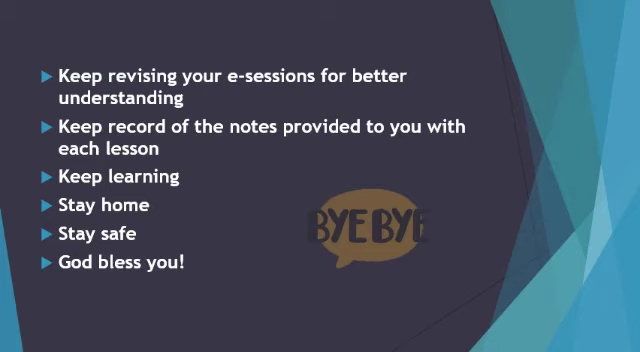 Keep revising your e-sessions for better
understanding
Keep record of the notes provided to you with
each lesson
Keep learning
Stay home
Stay safe
God bless you!
BYE BYE